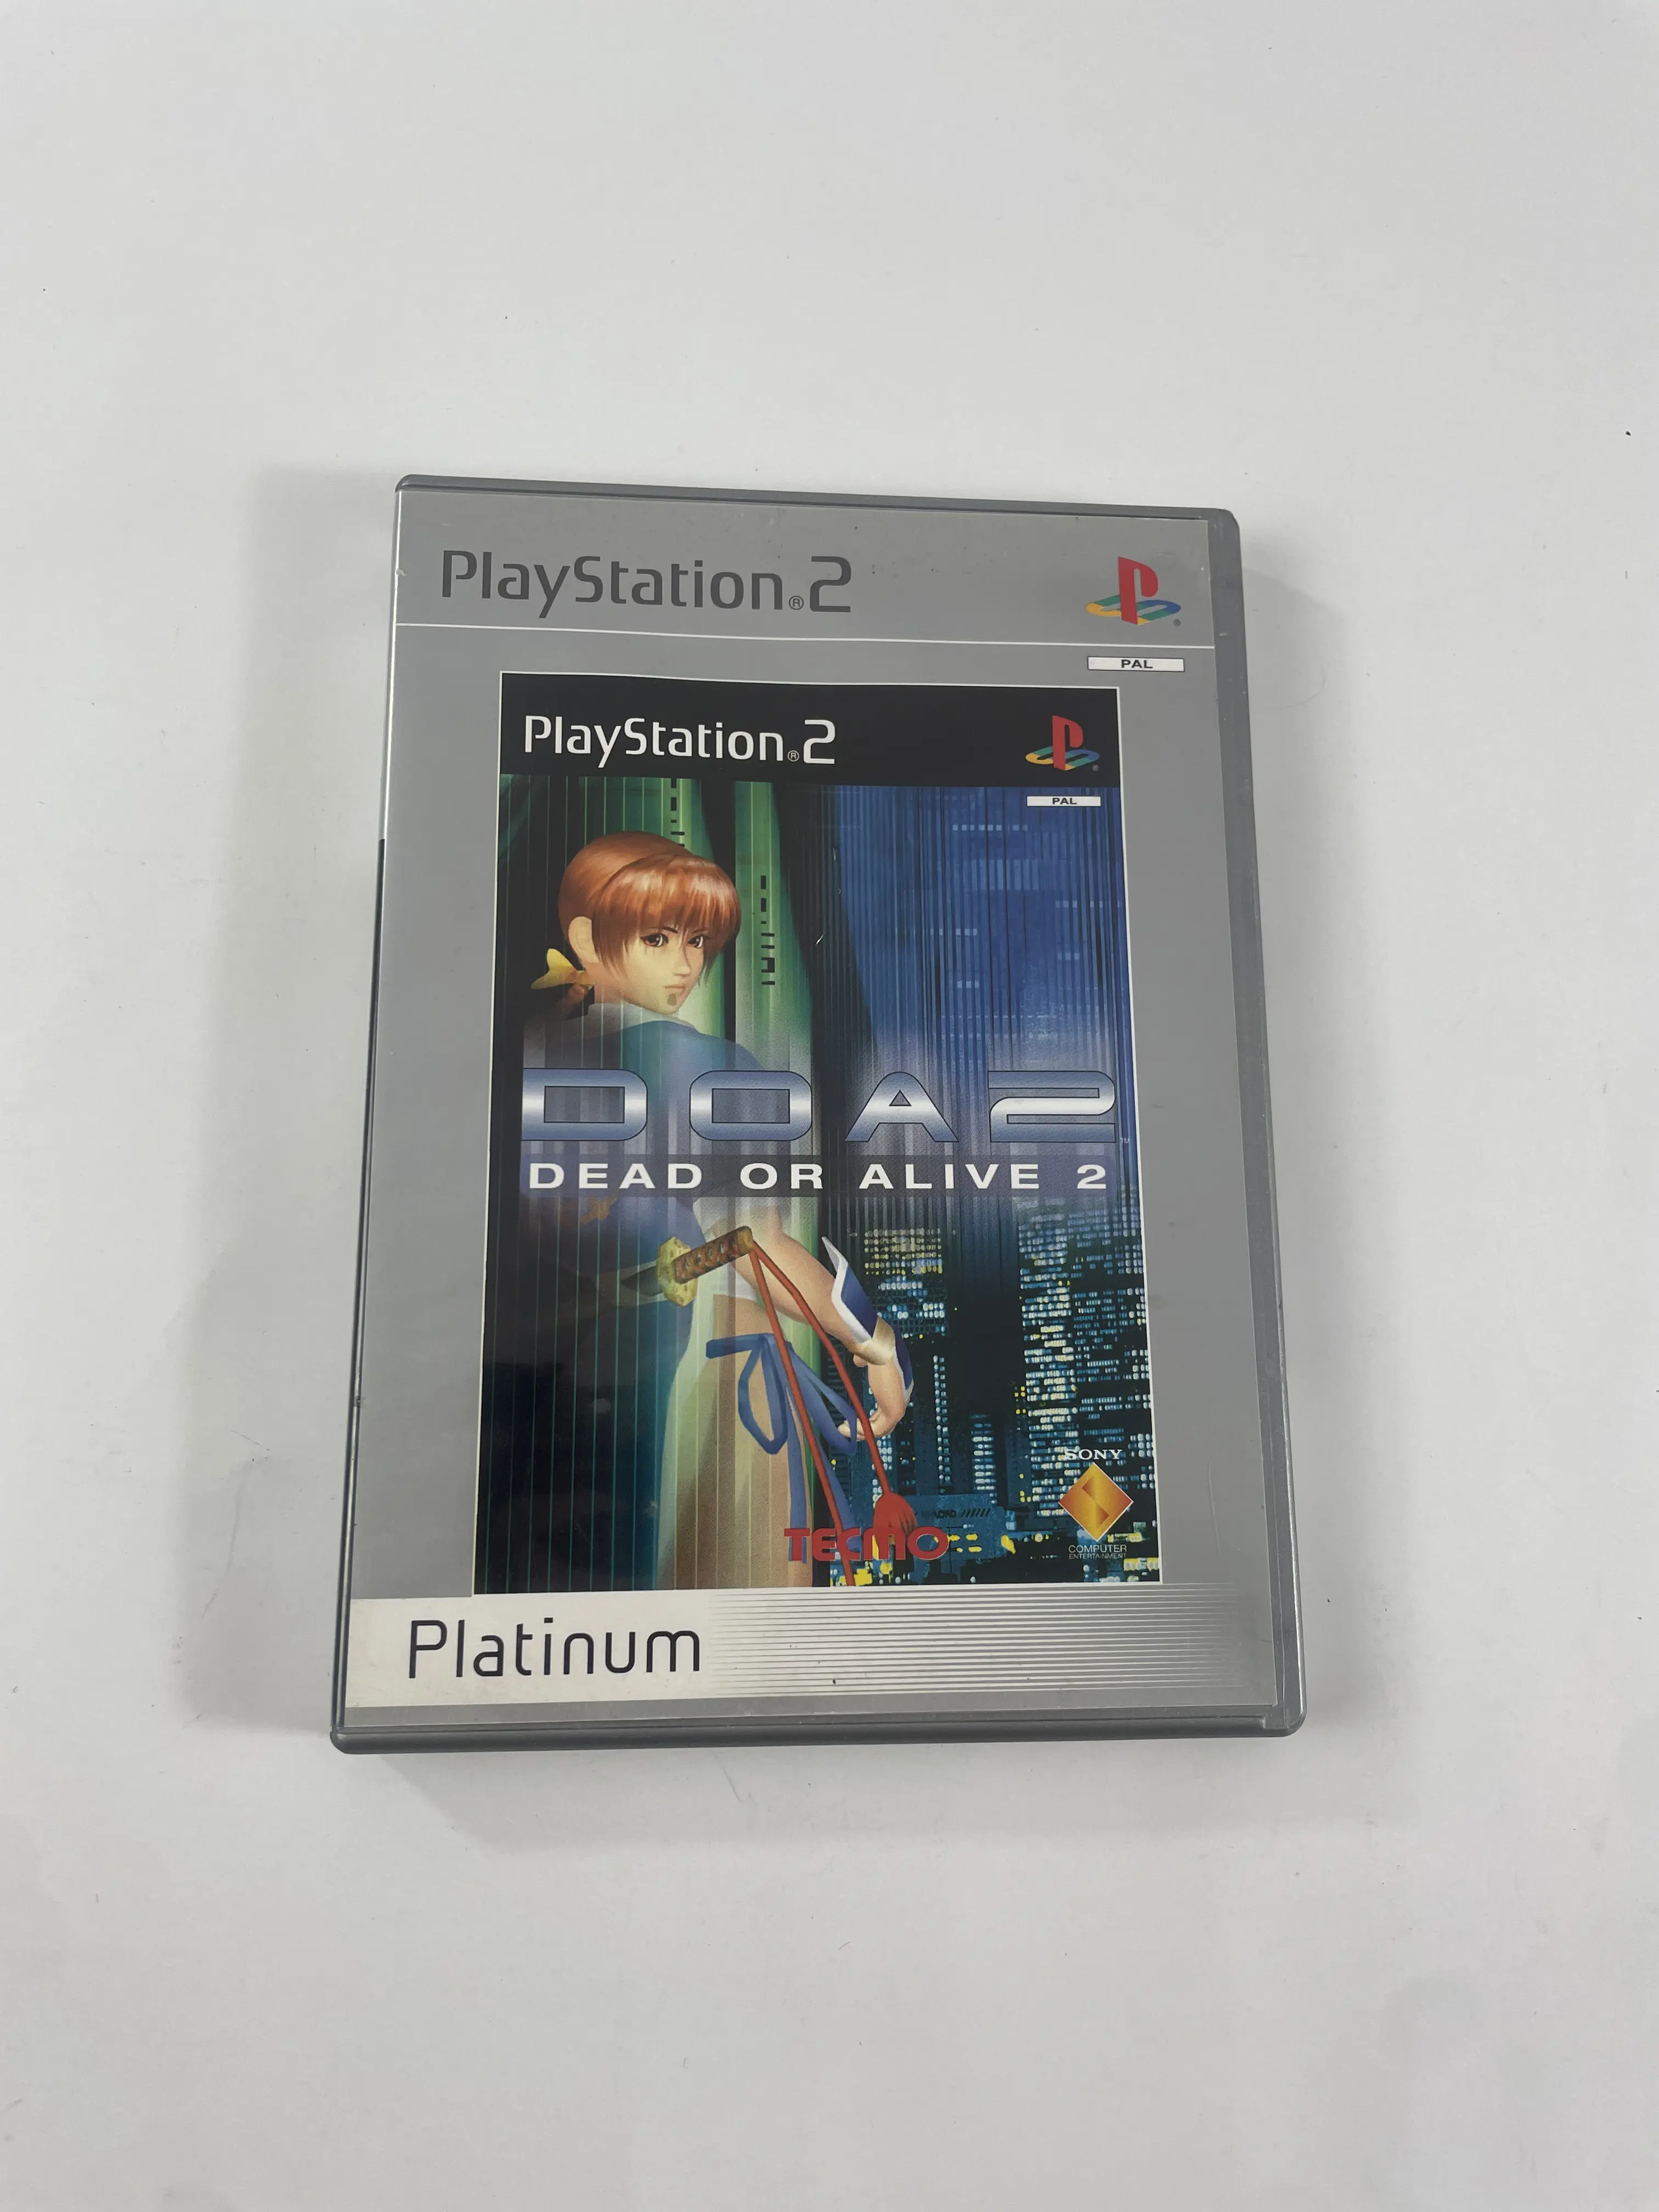 PlayStation®2
PAL
PlayStation®2
PAL
DOA2
DEAD OR ALIVE 2
SONY
TECMO
COMPUTER
ENTERTAINMENT
Platinum